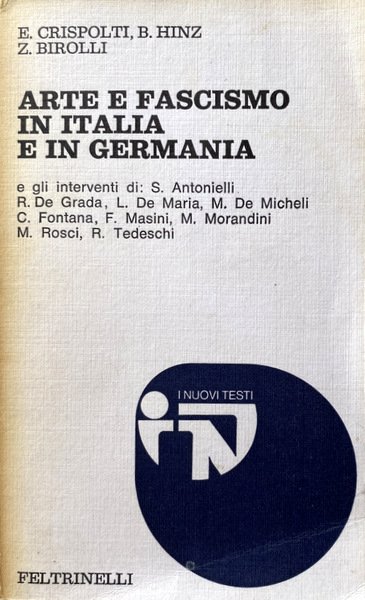 E. CRISPOLTI, B. HINZ
Z. BIROLLI
ARTE E FASCISMO
IN ITALIA
E IN GERMANIA
e gli interventi di: S. Antonielli
R. De Grada, L. De Maria, M. De Micheli
C. Fontana, F. Masini, M. Morandini
M. Rosci, R. Tedeschi
I NUOVI TESTI
FELTRINELLI